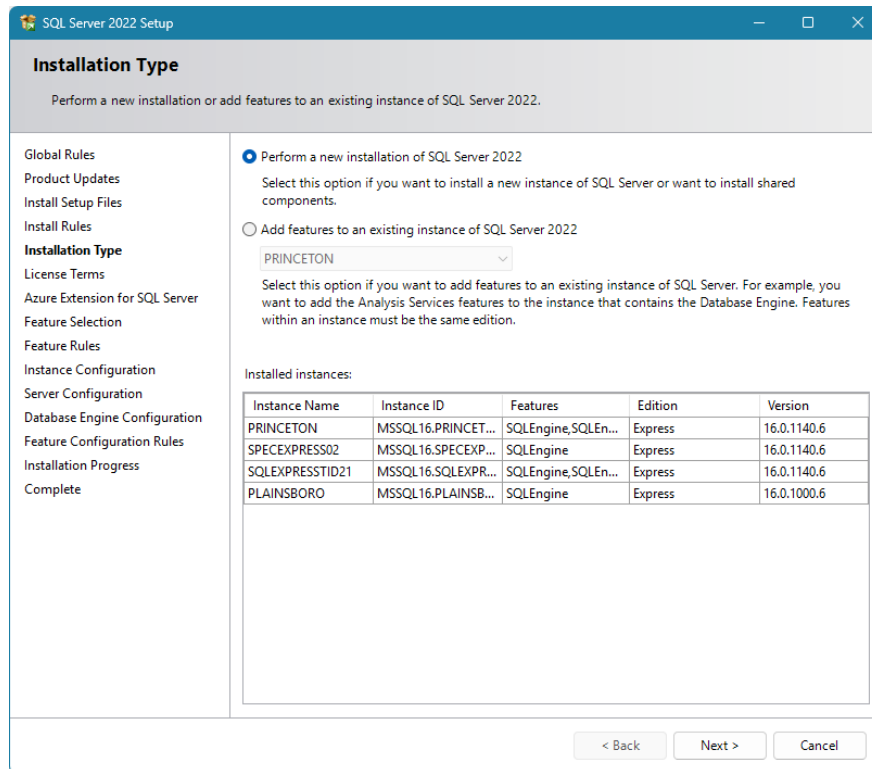 SQL Server 2022 Setup
Installation Type
Perform a new installation or add features to an existing instance of SQL Server 2022.
Global Rules
Product Updates
Install Setup Files
Install Rules
Installation Type
License Terms
Azure Extension for SQL Server
Feature Selection
Feature Rules
Instance Configuration
Server Configuration
Database Engine Configuration
Feature Configuration Rules
Installation Progress
Complete
Perform a new installation of SQL Server 2022
Select this option if you want to install a new instance of SQL Server or want to install shared
components.
Add features to an existing instance of SQL Server 2022
PRINCETON
Select this option if you want to add features to an existing instance of SQL Server. For example, you
want to add the Analysis Services features to the instance that contains the Database Engine. Features
within an instance must be the same edition.
Installed instances:
Instance Name Instance ID Features Edition Version
PRINCETON MSSQL16.PRINCET... SQLEngine,SQLEn... Express 16.0.1140.6
SPECEXPRESS02 MSSQL16.SPECEXP... SQLEngine Express 16.0.1140.6
SQLEXPRESSTID21 MSSQL16.SQLEXPR... SQLEngine,SQLEn... Express 16.0.1140.6
PLAINSBORO MSSQL16.PLAINSB... SQLEngine Express 16.0.1000.6
< Back Next > Cancel